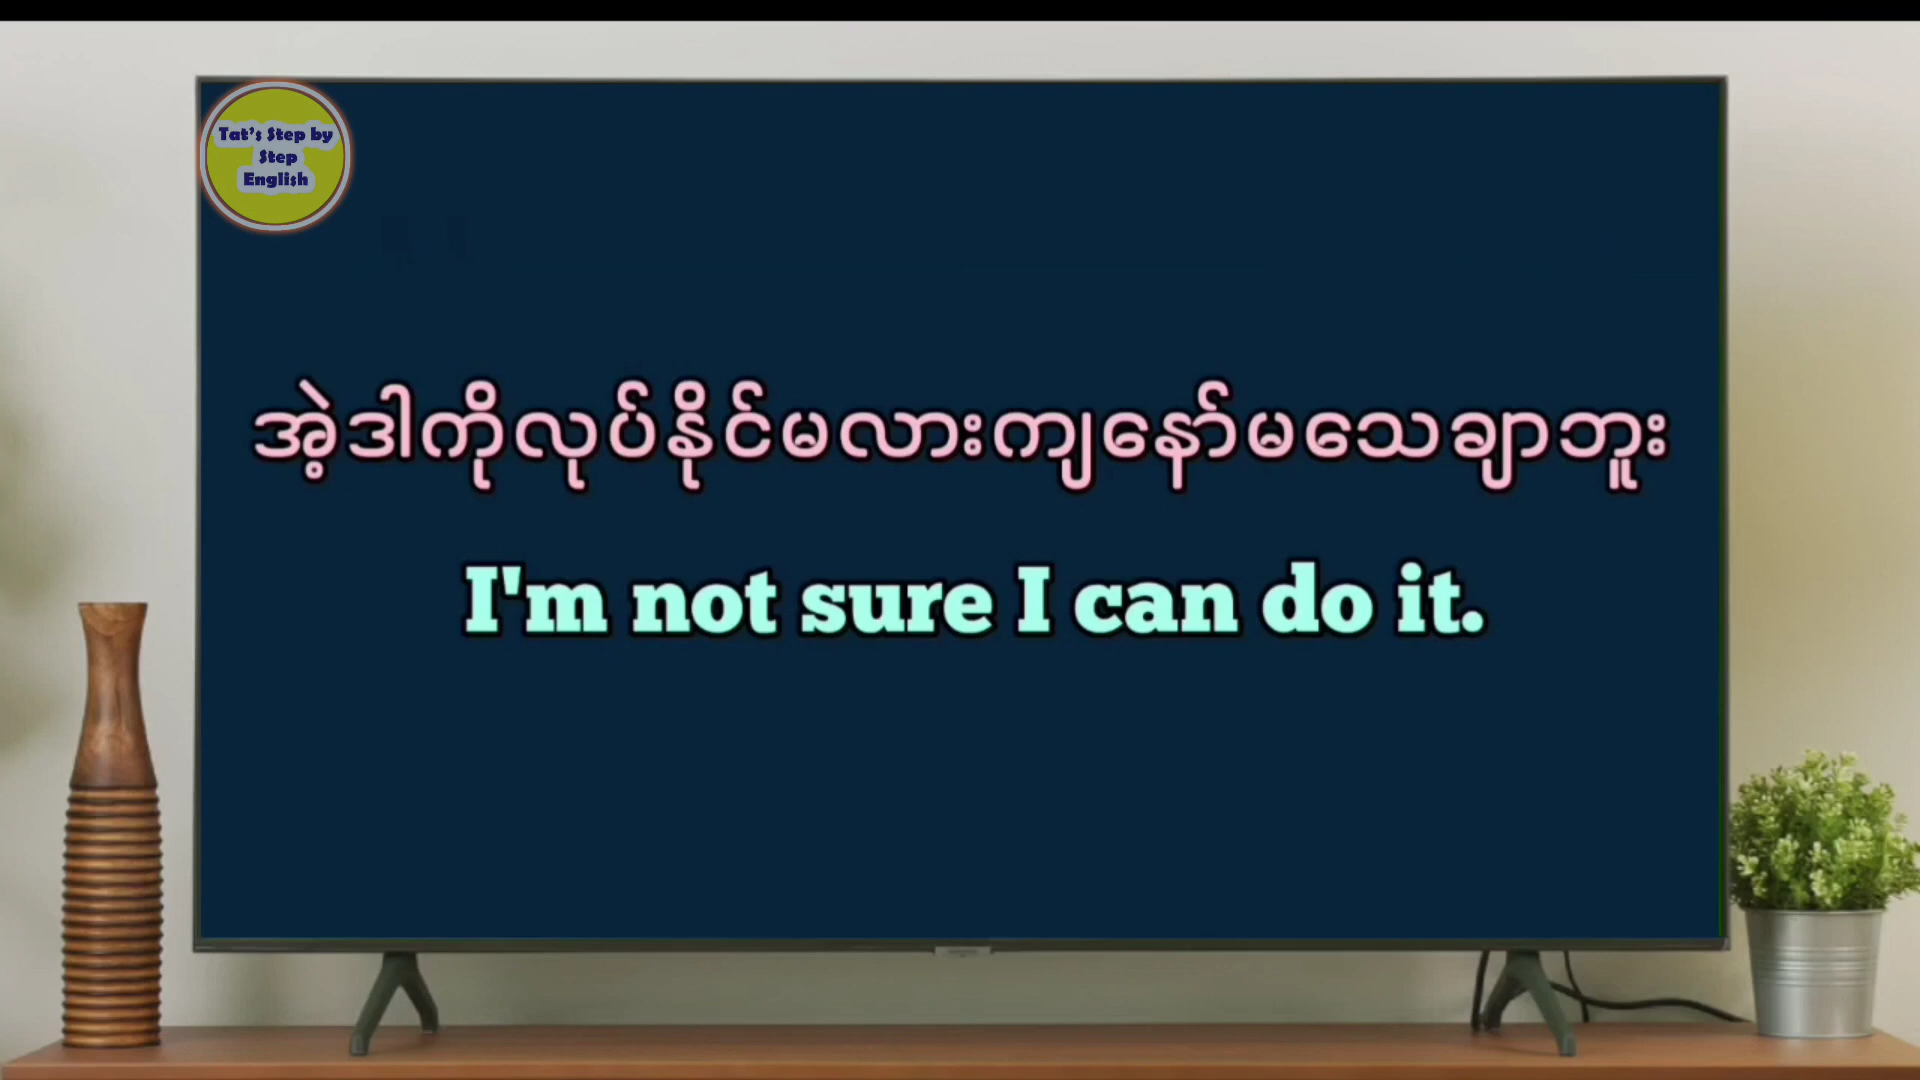 Tat's Step by
Step
English
အဲ့ဒါကိုလုပ်နိုင်မလားကျနော်မသေချာဘူး
I'm not sure I can do it.